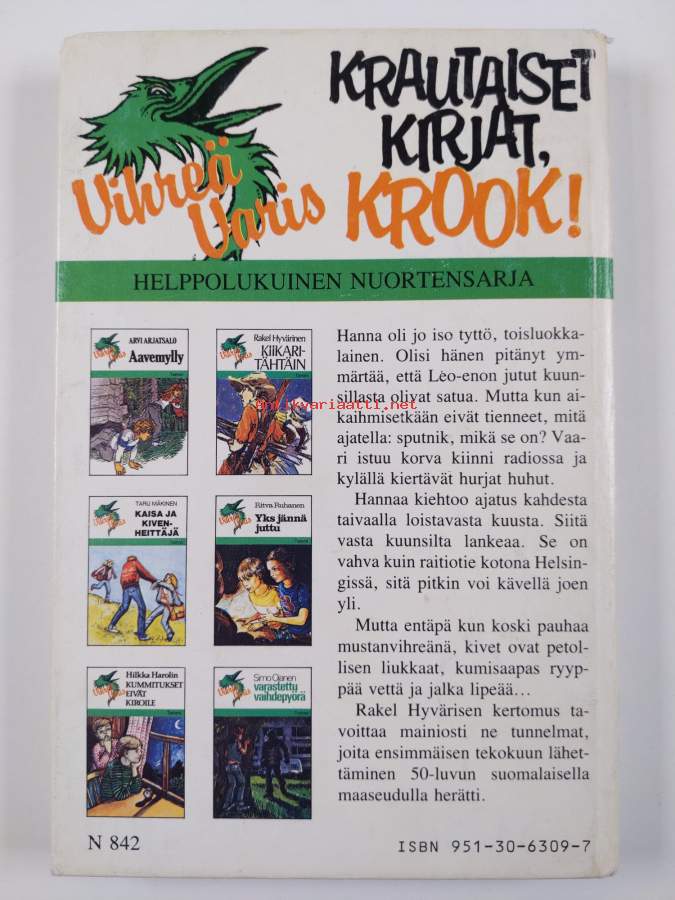 KRAUTAISET
KIRJAT,
Vihreä
Varis
KROOK!
HELPPOLUKUINEN NUORTENSARJA
ARVI ARJATSALO
Aavemylly
Rakel Hyvärinen
KIIKARI-
TÄHTÄIN
TARU MÄKINEN
KAISA JA
KIVEN-
HEITTÄJÄ
Ritva Ruhanen
Yks jännä
juttu
Hilkka Harolin
KUMMITUKSET
EIVÄT
KIROILE
Simo Ojanen
varastettu
vaihdepyörä
Hanna oli jo iso tyttö, toisluokka-
lainen. Olisi hänen pitänyt ym-
märtää, että Leo-enon jutut kuun-
sillasta olivat satua. Mutta kun ai-
kaihmisetkään eivät tienneet, mitä
ajatella: sputnik, mikä se on? Vaa-
ri istuu korva kiinni radiossa ja
kylällä kiertävät hurjat huhut.
Hannaa kiehtoo ajatus kahdesta
taivaalla loistavasta kuusta. Siitä
vasta kuunsilta lankeaa. Se on
vahva kuin raitiotie kotona Helsin-
gissä, sitä pitkin voi kävellä joen
yli.
Mutta entäpä kun koski pauhaa
mustanvihreänä, kivet ovat petol-
lisen liukkaat, kumisaapas ryyp-
pää vettä ja jalka lipeää...
Rakel Hyvärisen kertomus ta-
voittaa mainiosti ne tunnelmat,
joita ensimmäisen tekokuun lähet-
täminen 50-luvun suomalaisella
maaseudulla herätti.
Antikvariaatti.net
N 842
ISBN 951-30-6309-7